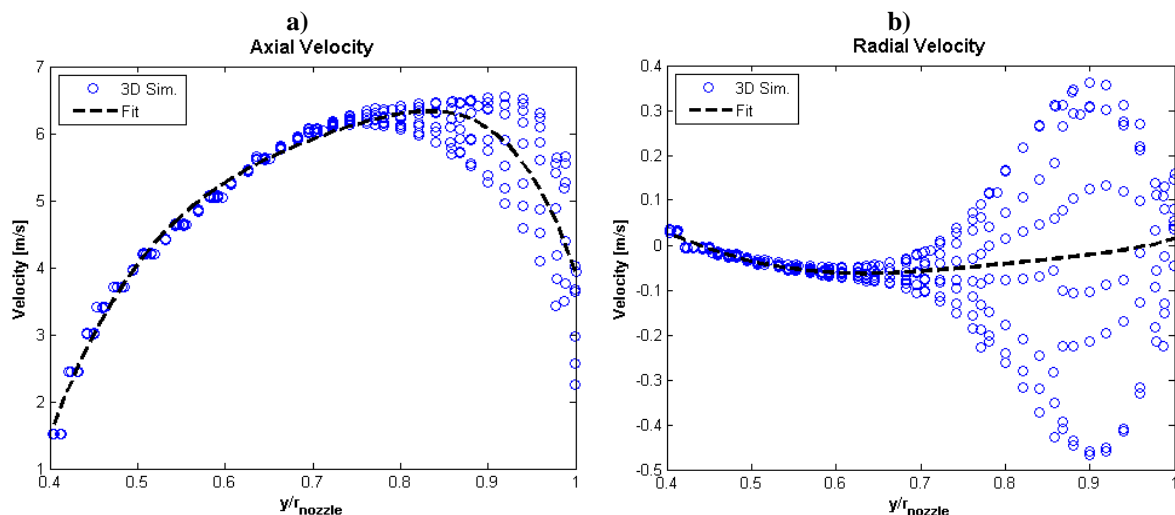 a)
Axial Velocity
3D Sim.
Fit
7
6
5
4
3
2
1
Velocity [m/s]
0.4 0.5 0.6 0.7 0.8 0.9 1
y/r_nozzle
b)
Radial Velocity
3D Sim.
Fit
0.4
0.3
0.2
0.1
0
-0.1
-0.2
-0.3
-0.4
-0.5
Velocity [m/s]
0.4 0.5 0.6 0.7 0.8 0.9 1
y/r_nozzle